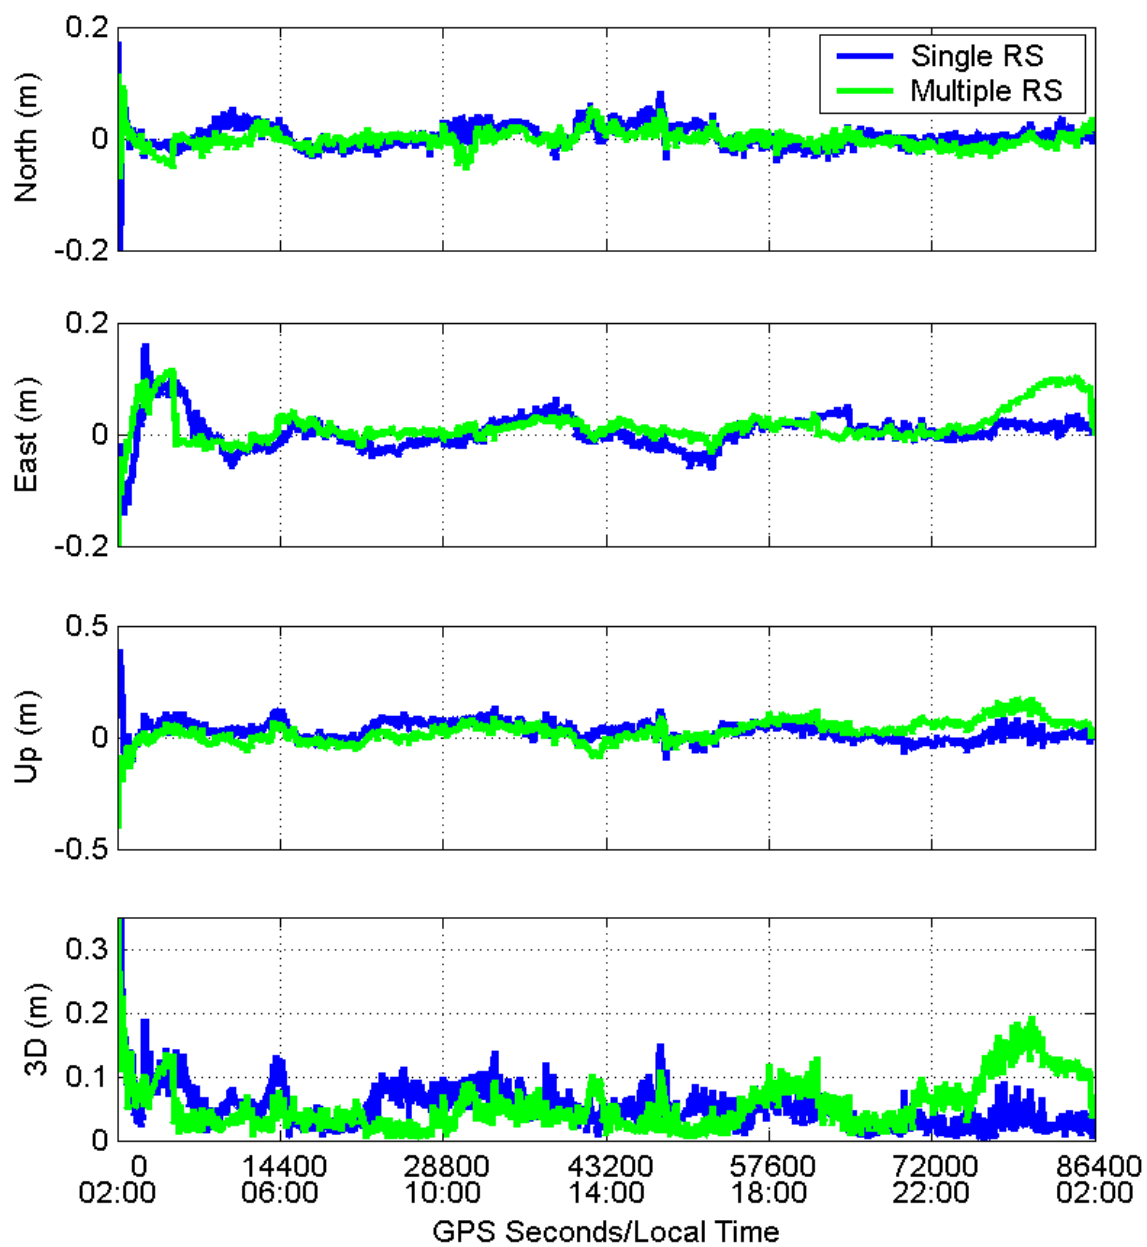 0.2
0
-0.2
North (m)
Single RS
Multiple RS
0.2
0
-0.2
East (m)
0.5
0
-0.5
Up (m)
0.3
0.2
0.1
0
3D (m)
0 14400 28800 43200 57600 72000 86400
02:00 06:00 10:00 14:00 18:00 22:00 02:00
GPS Seconds/Local Time